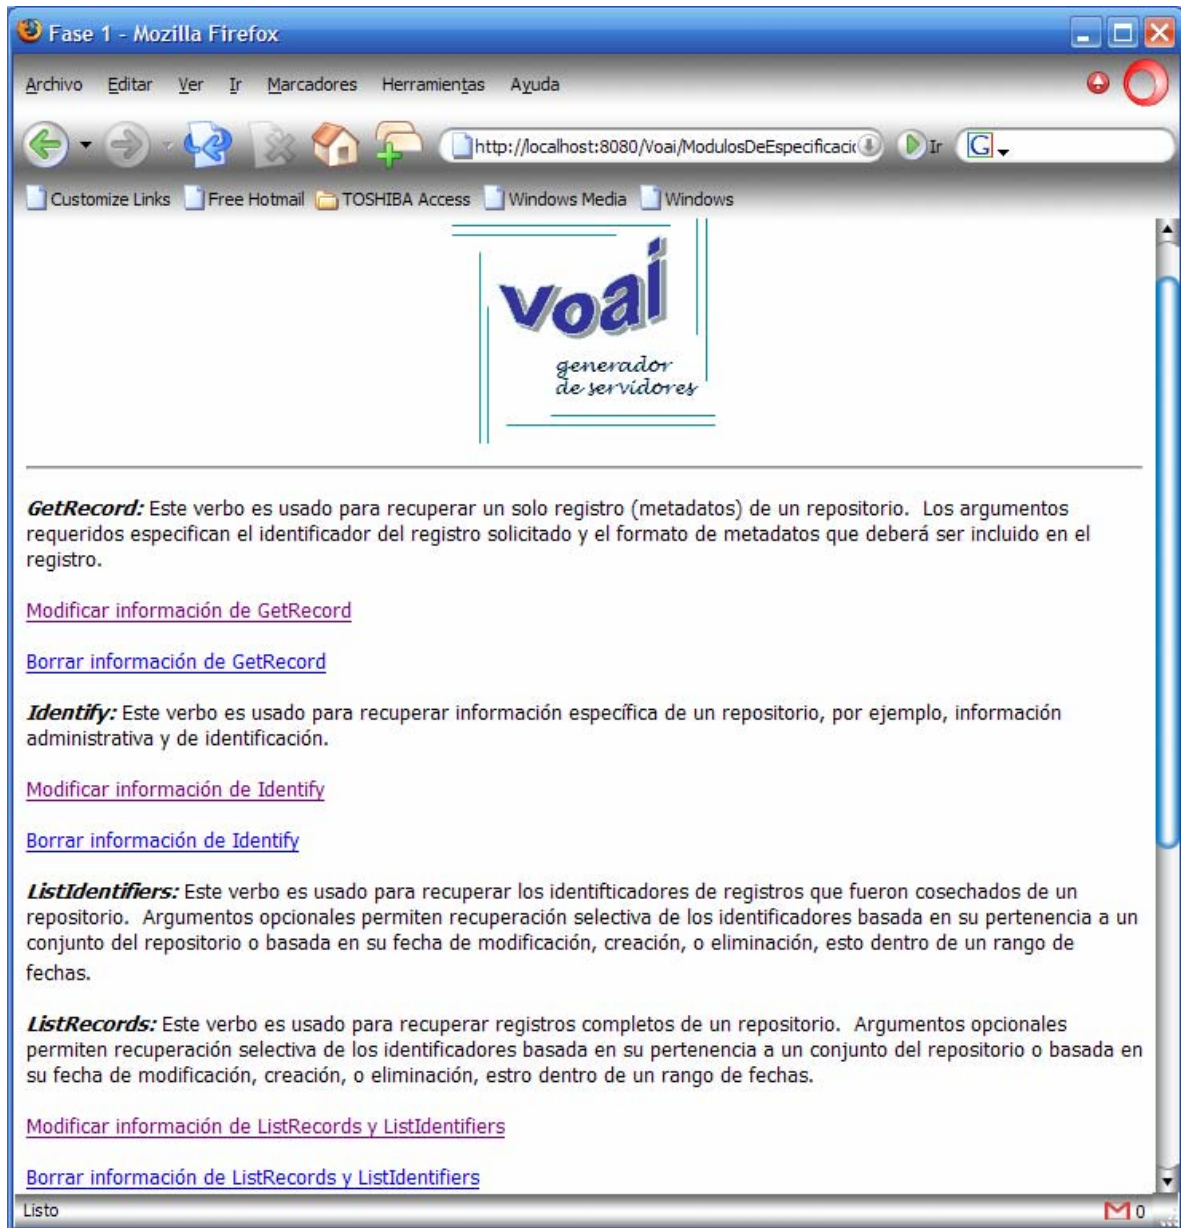 Fase 1 - Mozilla Firefox
Archivo Editar Ver Ir Marcadores Herramientas Ayuda
http://localhost:8080/Voai/ModulosDeEspecificació Ir G
Customize Links Free Hotmail TOSHIBA Access Windows Media Windows
voai
generador
de servidores
GetRecord: Este verbo es usado para recuperar un solo registro (metadatos) de un repositorio. Los argumentos
requeridos especifican el identificador del registro solicitado y el formato de metadatos que deberá ser incluido en el
registro.
Modificar información de GetRecord
Borrar información de GetRecord
Identify: Este verbo es usado para recuperar información específica de un repositorio, por ejemplo, información
administrativa y de identificación.
Modificar información de Identify
Borrar información de Identify
ListIdentifiers: Este verbo es usado para recuperar los identifticadores de registros que fueron cosechados de un
repositorio. Argumentos opcionales permiten recuperación selectiva de los identificadores basada en su pertenencia a un
conjunto del repositorio o basada en su fecha de modificación, creación, o eliminación, esto dentro de un rango de
fechas.
ListRecords: Este verbo es usado para recuperar registros completos de un repositorio. Argumentos opcionales
permiten recuperación selectiva de los identificadores basada en su pertenencia a un conjunto del repositorio o basada en
su fecha de modificación, creación, o eliminación, estro dentro de un rango de fechas.
Modificar información de ListRecords y ListIdentifiers
Borrar información de ListRecords y ListIdentifiers
Listo 0